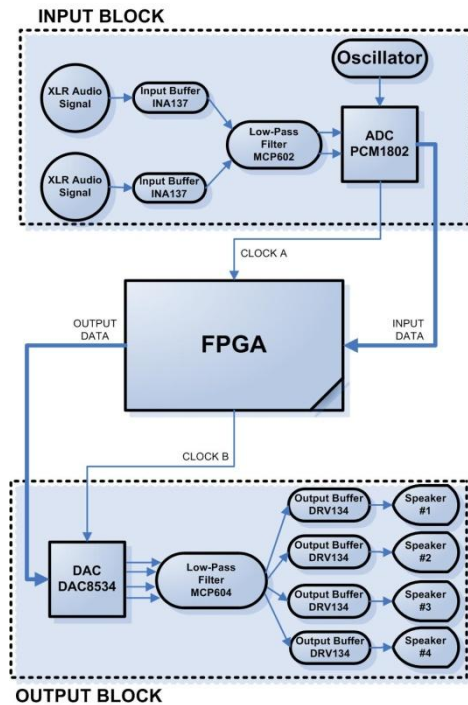 INPUT BLOCK
Oscillator
XLR Audio
Signal
Input Buffer
INA137
Low-Pass
Filter
MCP602
ADC
PCM1802
XLR Audio
Signal
Input Buffer
INA137
CLOCK A
OUTPUT
DATA
FPGA
INPUT
DATA
CLOCK B
DAC
DAC8534
Low-Pass
Filter
MCP604
Output Buffer
DRV134
Speaker
#1
Output Buffer
DRV134
Speaker
#2
Output Buffer
DRV134
Speaker
#3
Output Buffer
DRV134
Speaker
#4
OUTPUT BLOCK